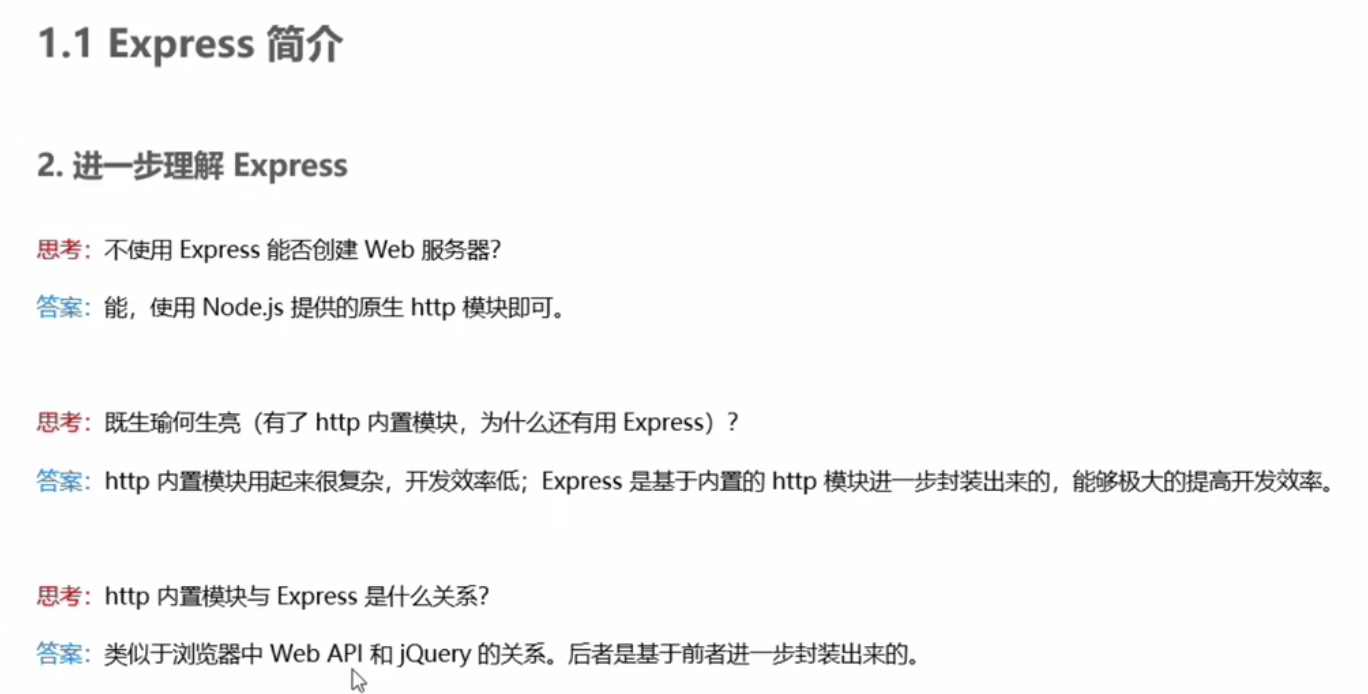 1.1 Express 简介
2. 进一步理解 Express
思考：不使用 Express 能否创建 Web 服务器？
答案：能，使用 Node.js 提供的原生 http 模块即可。
思考：既生瑜何生亮（有了 http 内置模块，为什么还有用 Express）？
答案：http 内置模块用起来很复杂，开发效率低；Express 是基于内置的 http 模块进一步封装出来的，能够极大的提高开发效率。
思考：http 内置模块与 Express 是什么关系？
答案：类似于浏览器中 Web API 和 jQuery 的关系。后者是基于前者进一步封装出来的。